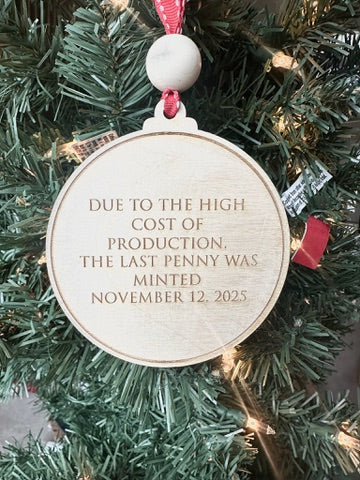 DUE TO THE HIGH
COST OF
PRODUCTION,
THE LAST PENNY WAS
MINTED
NOVEMBER 12, 2025